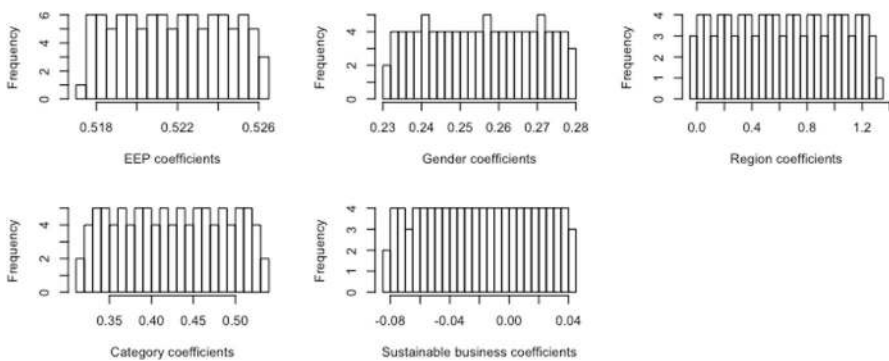 Frequency
0 2 4 6
0.518 0.522 0.526
EEP coefficients
Frequency
0 2 4
0.23 0.24 0.25 0.26 0.27 0.28
Gender coefficients
Frequency
0 1 2 3 4
0.0 0.4 0.8 1.2
Region coefficients
Frequency
0 2 4
0.35 0.40 0.45 0.50
Category coefficients
Frequency
0 1 2 3 4
-0.08 -0.04 0.00 0.04
Sustainable business coefficients